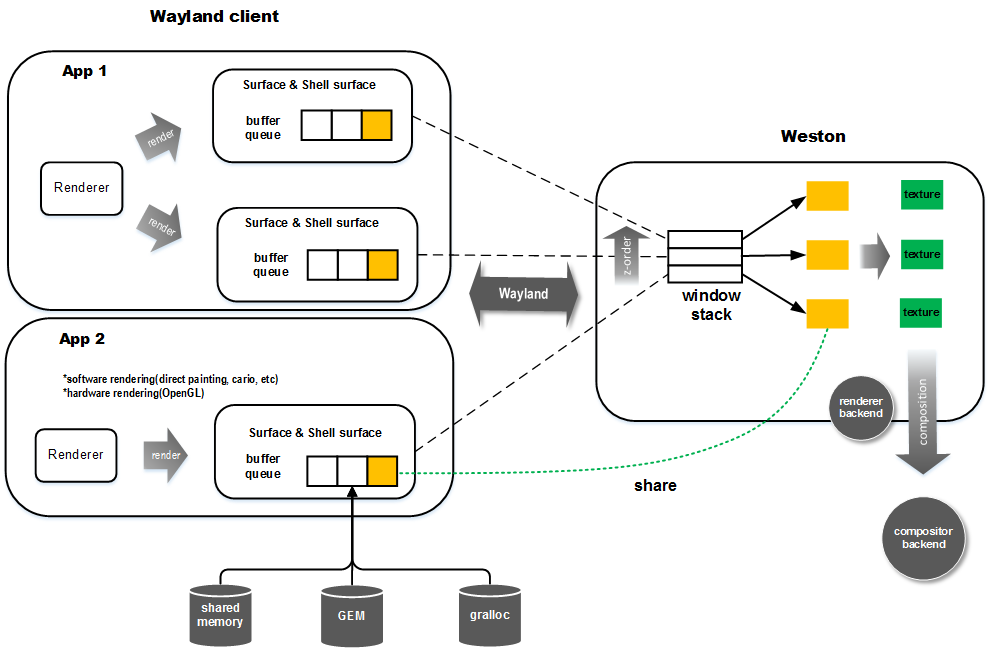 Wayland client
App 1
Surface & Shell surface
buffer
queue
render
Renderer
render
Surface & Shell surface
buffer
queue
App 2
*software rendering(direct painting, cario, etc)
*hardware rendering(OpenGL)
Renderer
render
Surface & Shell surface
buffer
queue
shared
memory
GEM
gralloc
Wayland
share
Weston
z-order
window
stack
texture
texture
texture
renderer
backend
composition
compositor
backend